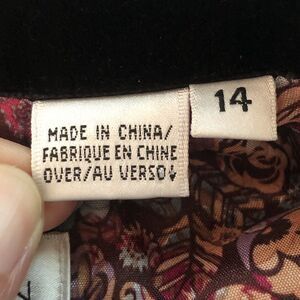 MADE IN CHINA/
FABRIQUE EN CHINE
OVER/AU VERSO↓
14